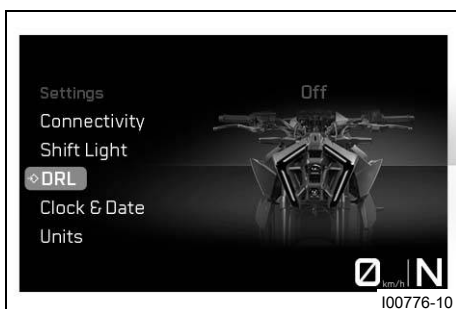 Settings
Off
Connectivity
Shift Light
DRL
Clock & Date
Units
0 km/h N
I00776-10